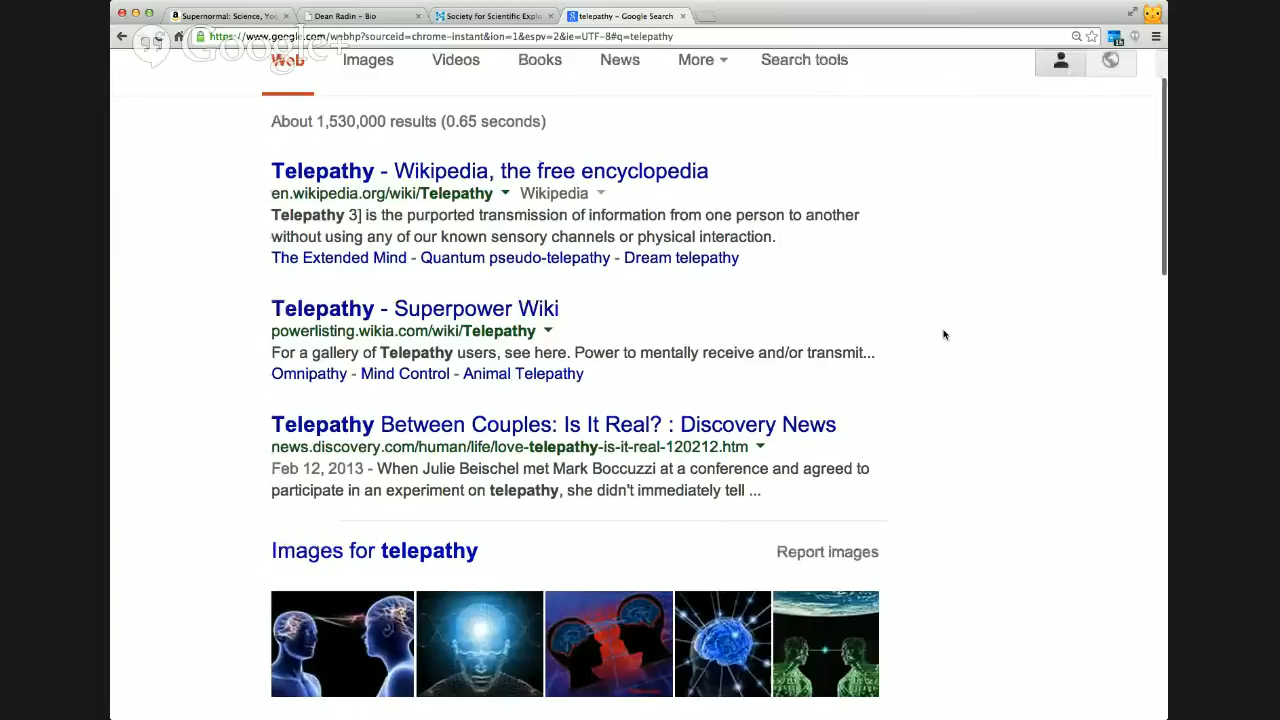 Supernormal: Science, Yog
Dean Radin - Bio
Society for Scientific Explo
telepathy - Google Search
https://www.google.com/webhp?sourceid=chrome-instant&ion=1&espv=2&ie=UTF-8#q=telepathy
Google+
Web Images Videos Books News More Search tools
About 1,530,000 results (0.65 seconds)
Telepathy - Wikipedia, the free encyclopedia
en.wikipedia.org/wiki/Telepathy Wikipedia
Telepathy 3] is the purported transmission of information from one person to another
without using any of our known sensory channels or physical interaction.
The Extended Mind - Quantum pseudo-telepathy - Dream telepathy
Telepathy - Superpower Wiki
powerlisting.wikia.com/wiki/Telepathy
For a gallery of Telepathy users, see here. Power to mentally receive and/or transmit...
Omnipathy - Mind Control - Animal Telepathy
Telepathy Between Couples: Is It Real? : Discovery News
news.discovery.com/human/life/love-telepathy-is-it-real-120212.htm
Feb 12, 2013 - When Julie Beischel met Mark Boccuzzi at a conference and agreed to
participate in an experiment on telepathy, she didn't immediately tell ...
Images for telepathy
Report images